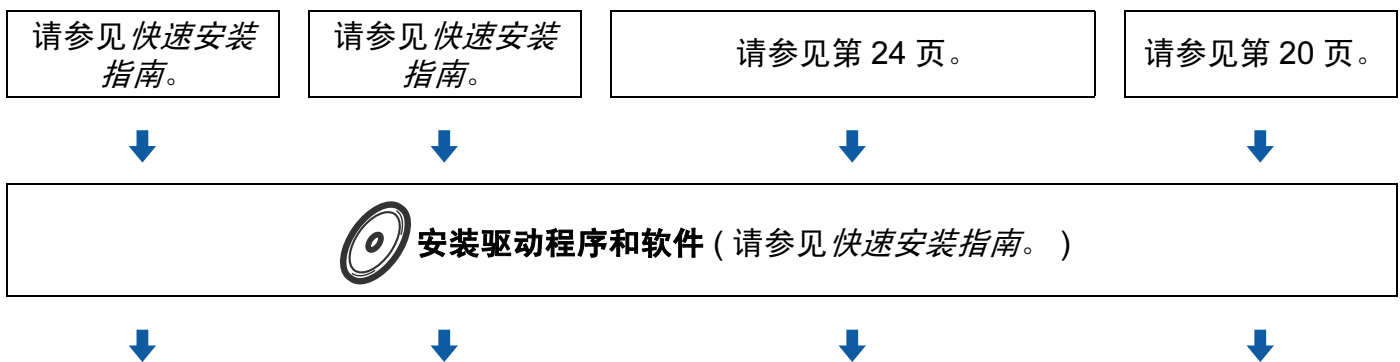 请参见快速安装
指南。
请参见快速安装
指南。
请参见第 24 页。
请参见第 20 页。
安装驱动程序和软件 ( 请参见快速安装指南。 )